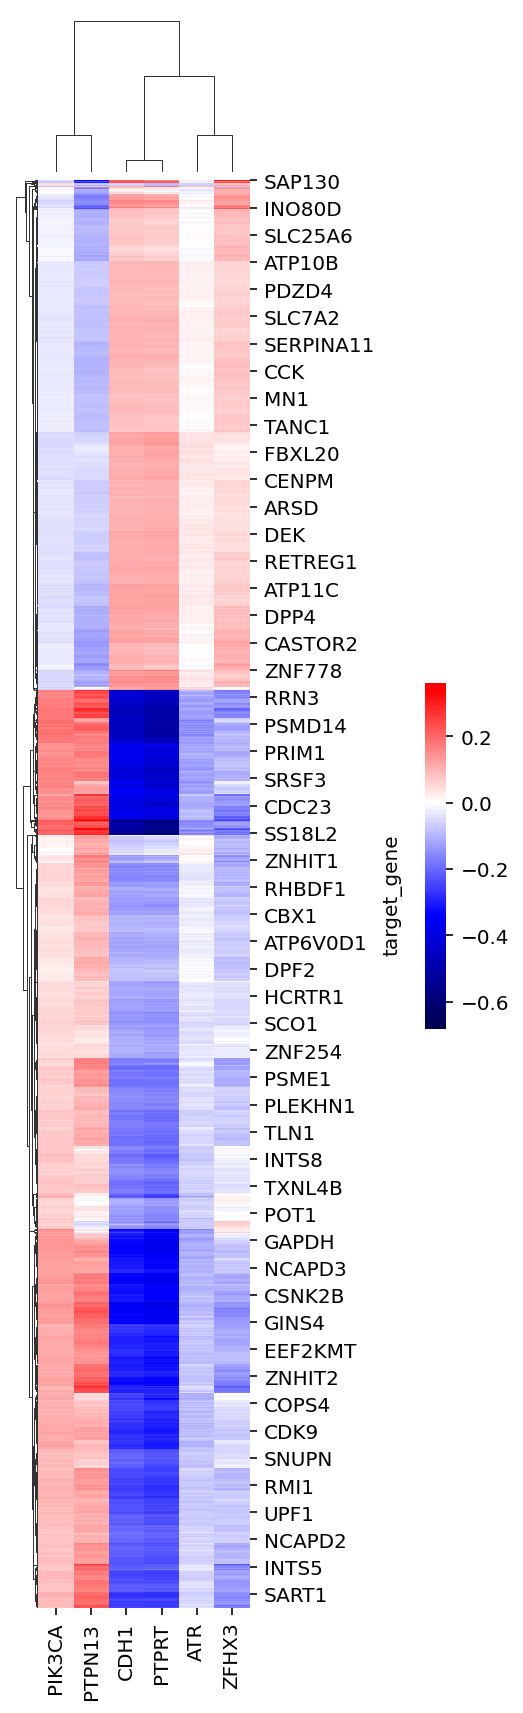 SAP130
INO80D
SLC25A6
ATP10B
PDZD4
SLC7A2
SERPINA11
CCK
MN1
TANC1
FBXL20
CENPM
ARSD
DEK
RETREG1
ATP11C
DPP4
CASTOR2
ZNF778
RRN3
PSMD14
PRIM1
SRSF3
CDC23
SS18L2
ZNHIT1
RHBDF1
CBX1
ATP6V0D1
DPF2
HCRTR1
SCO1
ZNF254
PSME1
PLEKHN1
TLN1
INTS8
TXNL4B
POT1
GAPDH
NCAPD3
CSNK2B
GINS4
EEF2KMT
ZNHIT2
COPS4
CDK9
SNUPN
RMI1
UPF1
NCAPD2
INTS5
SART1
target_gene
0.2
0.0
−0.2
−0.4
−0.6
PIK3CA
PTPN13
CDH1
PTPRT
ATR
ZFHX3